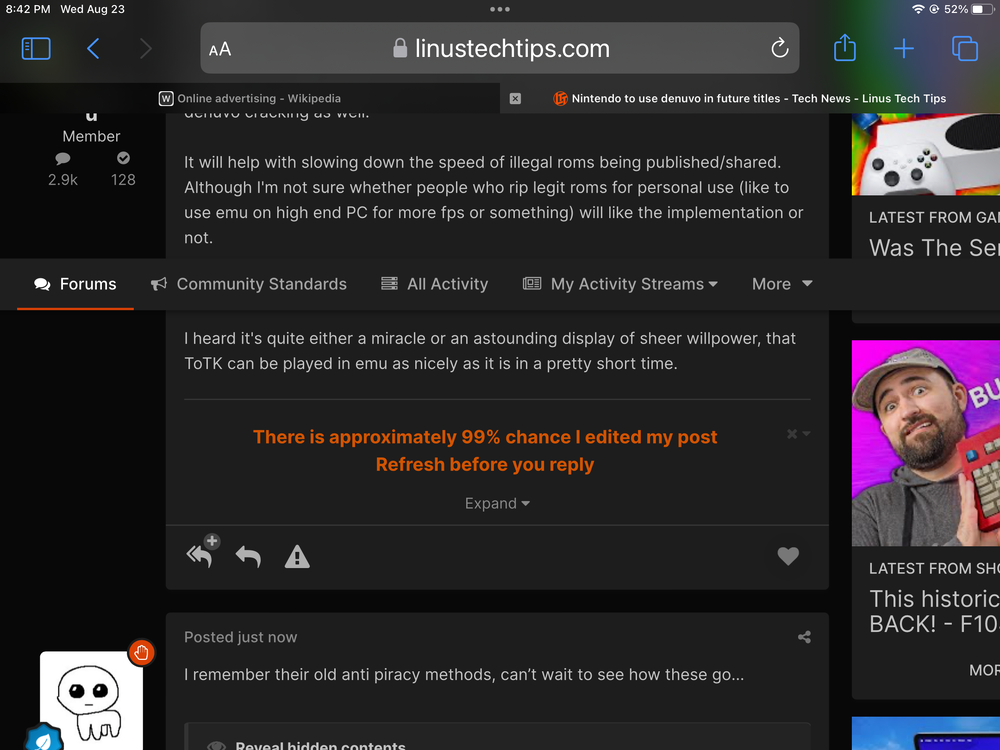 8:42 PM Wed Aug 23
52%
AA
linustechtips.com
W Online advertising - Wikipedia
Nintendo to use denuvo in future titles - Tech News - Linus Tech Tips
denuvo cracking as well.
Member
2.9k 128
It will help with slowing down the speed of illegal roms being published/shared.
Although I'm not sure whether people who rip legit roms for personal use (like to
use emu on high end PC for more fps or something) will like the implementation or
not.
LATEST FROM GA
Was The Se
Forums
Community Standards
All Activity
My Activity Streams
More
I heard it's quite either a miracle or an astounding display of sheer willpower, that
ToTK can be played in emu as nicely as it is in a pretty short time.
There is approximately 99% chance I edited my post
Refresh before you reply
Expand
BU
LATEST FROM SH
This historic
BACK! - F10
MOR
Posted just now
I remember their old anti piracy methods, can’t wait to see how these go...
Reveal hidden contents